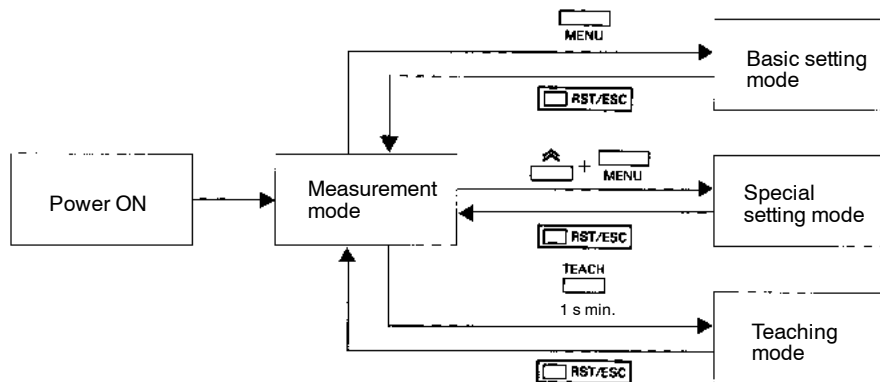 MENU
Basic setting
mode
RST/ESC
Power ON
Measurement
mode
+
MENU
Special
setting mode
RST/ESC
TEACH
1 s min.
Teaching
mode
RST/ESC